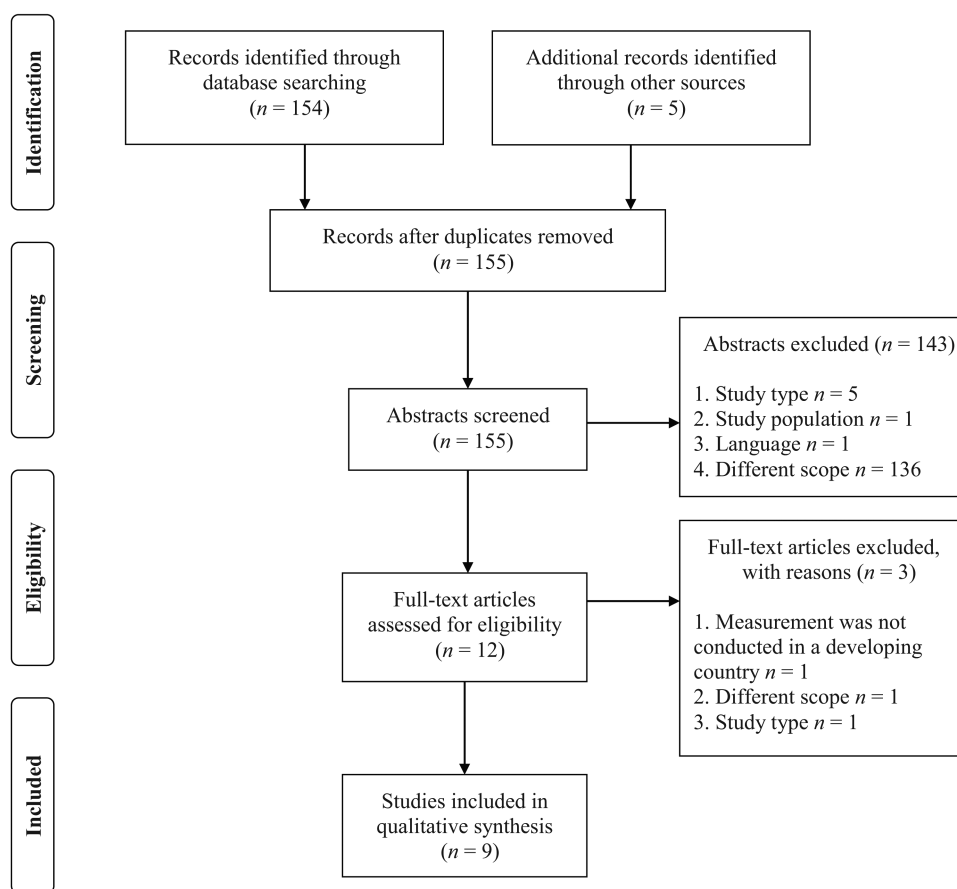 Identification
Records identified through
database searching
(n = 154)
Additional records identified
through other sources
(n = 5)
Records after duplicates removed
(n = 155)
Screening
Abstracts screened
(n = 155)
Abstracts excluded (n = 143)
1. Study type n = 5
2. Study population n = 1
3. Language n = 1
4. Different scope n = 136
Eligibility
Full-text articles
assessed for eligibility
(n = 12)
Full-text articles excluded,
with reasons (n = 3)
1. Measurement was not
conducted in a developing
country n = 1
2. Different scope n = 1
3. Study type n = 1
Included
Studies included in
qualitative synthesis
(n = 9)